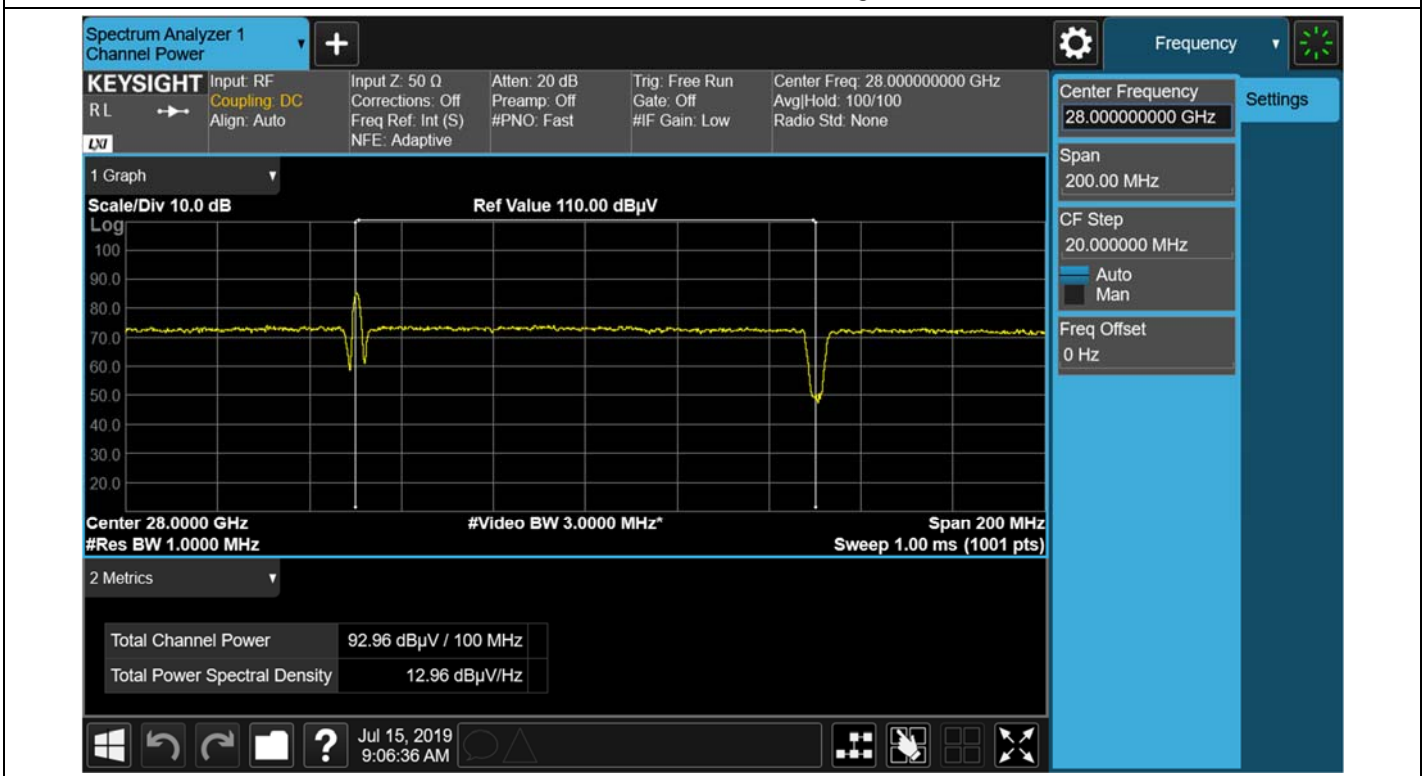 Spectrum Analyzer 1
Channel Power
+
Frequency
KEYSIGHT
RL
LXI
Input: RF
Coupling: DC
Align: Auto
Input Z: 50 Ω
Corrections: Off
Freq Ref: Int (S)
NFE: Adaptive
Atten: 20 dB
Preamp: Off
#PNO: Fast
Trig: Free Run
Gate: Off
#IF Gain: Low
Center Freq: 28.000000000 GHz
Avg|Hold: 100/100
Radio Std: None
Center Frequency
28.000000000 GHz
Settings
Span
200.00 MHz
CF Step
20.000000 MHz
Auto
Man
Freq Offset
0 Hz
1 Graph
Scale/Div 10.0 dB
Ref Value 110.00 dBµV
Log
100
90.0
80.0
70.0
60.0
50.0
40.0
30.0
20.0
Center 28.0000 GHz
#Video BW 3.0000 MHz*
Span 200 MHz
#Res BW 1.0000 MHz
Sweep 1.00 ms (1001 pts)
2 Metrics
Total Channel Power 92.96 dBµV / 100 MHz
Total Power Spectral Density 12.96 dBµV/Hz
?
Jul 15, 2019
9:06:36 AM